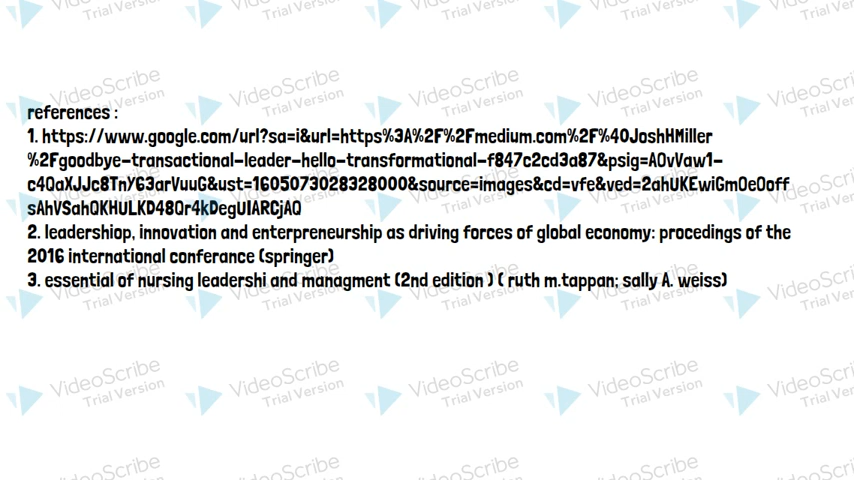 references :
1. https://www.google.com/url?sa=i&url=https%3A%2F%2Fmedium.com%2F%40JoshHMiller
%2Fgoodbye-transactional-leader-hello-transformational-f847c2cd3a87&psig=AOvVaw1-
c4QaXJJc8TnY63arVuuG&ust=1605073028328000&source=images&cd=vfe&ved=2ahUKEwiGm0e0off
sAhVSahQKHULKD48Qr4kDegUIARCjAQ
2. leadershiop, innovation and enterpreneurship as driving forces of global economy: procedings of the
2016 international conferance (springer)
3. essential of nursing leadershi and managment (2nd edition ) ( ruth m.tappan; sally A. weiss)
VideoScribe
Trial Version